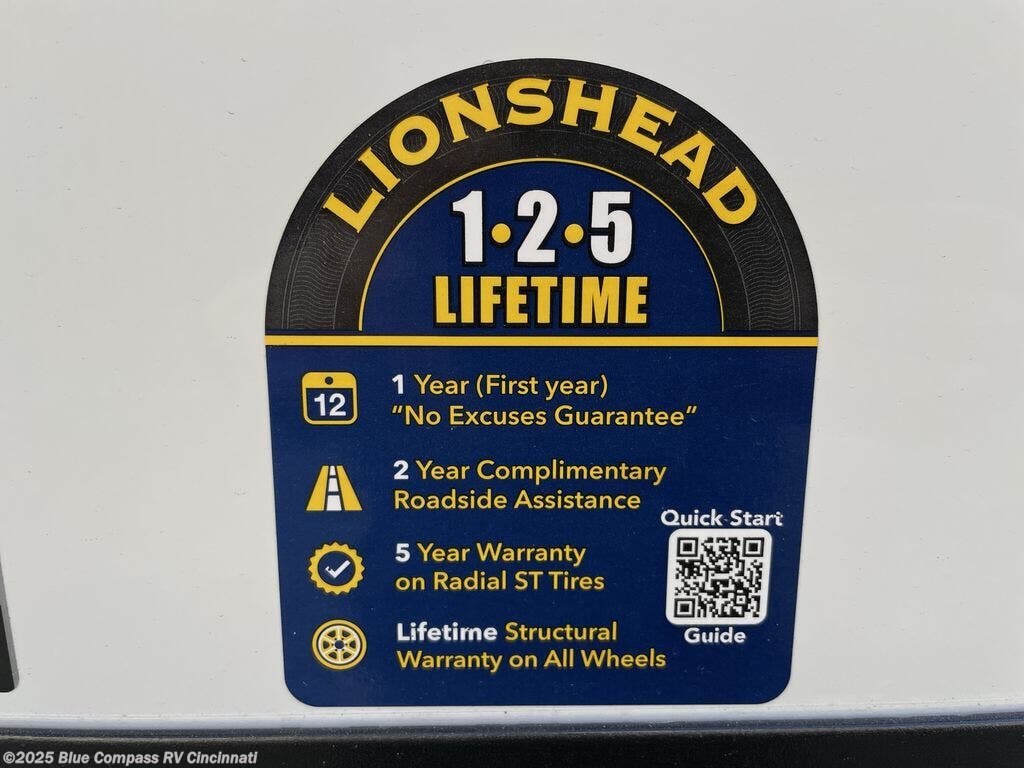 LIONSHEAD
1•2•5
LIFETIME
12
1 Year (First year)
"No Excuses Guarantee"
2 Year Complimentary
Roadside Assistance
5 Year Warranty
on Radial ST Tires
Lifetime Structural
Warranty on All Wheels
Quick Start
Guide
©2025 Blue Compass RV Cincinnati